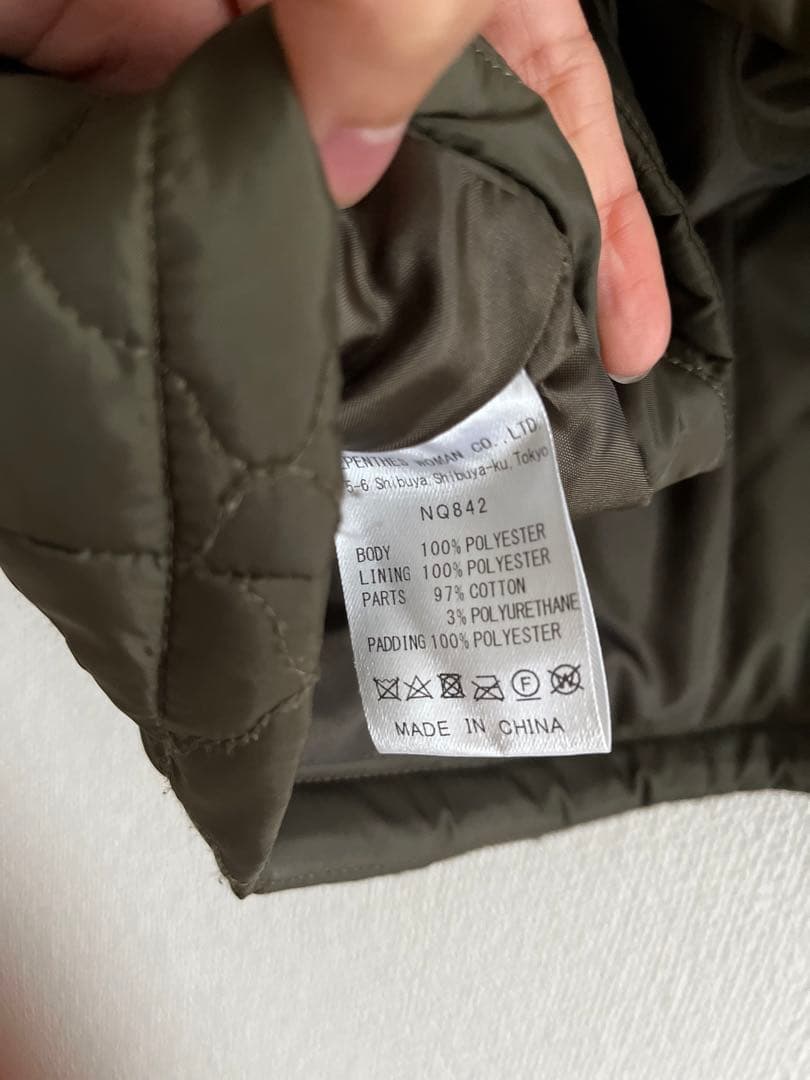 EPENTHES WOMAN CO.,LTD
5-6 Shibuya, Shibuya-ku, Tokyo
NQ842
BODY 100% POLYESTER
LINING 100% POLYESTER
PARTS 97% COTTON
3% POLYURETHANE
PADDING 100% POLYESTER
F W
MADE IN CHINA